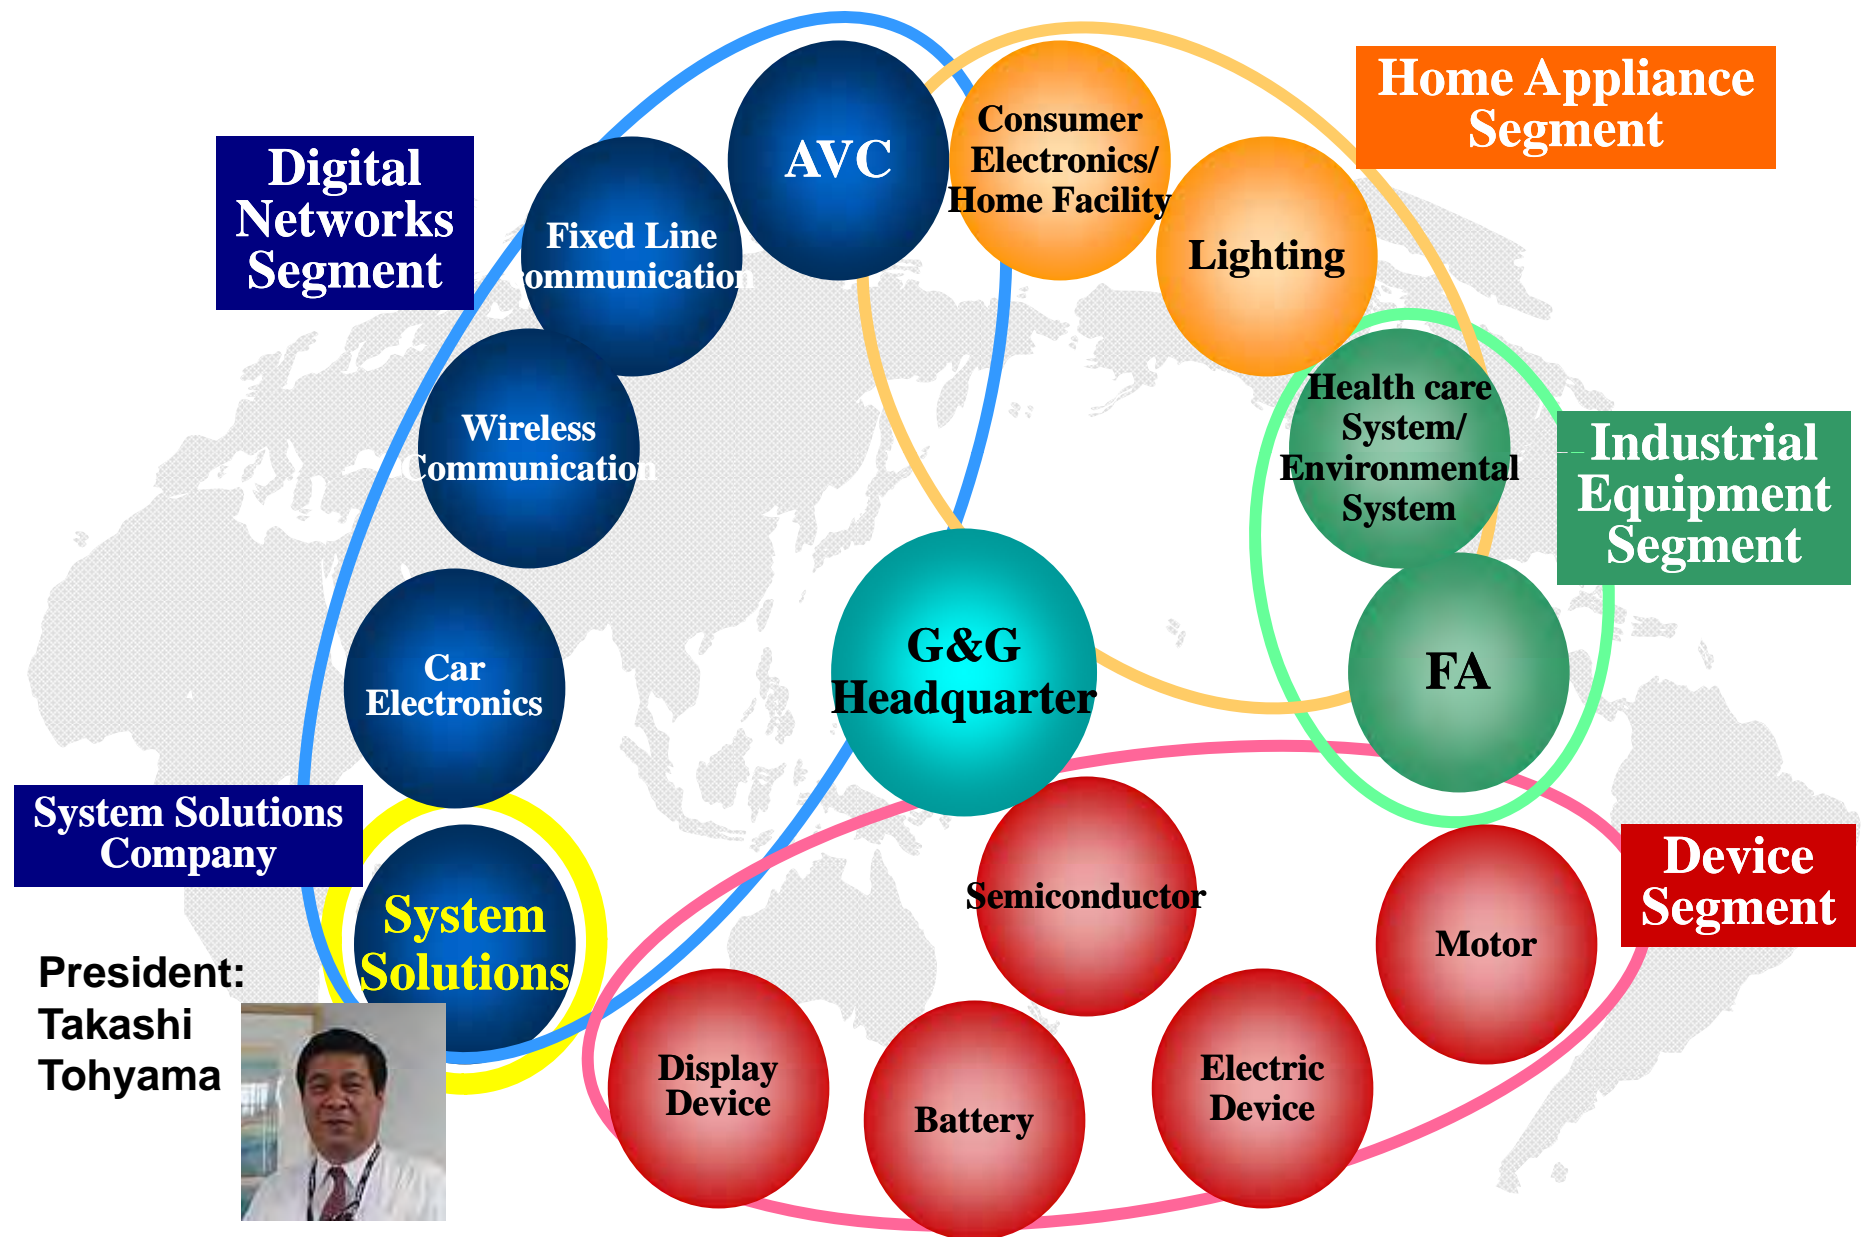 Home Appliance
Segment
Digital
Networks
Segment
AVC
Consumer
Electronics/
Home Facility
Fixed Line
ommunication
Lighting
Wireless
Communication
Health care
System/
Environmental
System
Industrial
Equipment
Segment
Car
Electronics
G&G
Headquarter
FA
System Solutions
Company
System
Solutions
Semiconductor
Motor
Device
Segment
President:
Takashi
Tohyama
Display
Device
Battery
Electric
Device